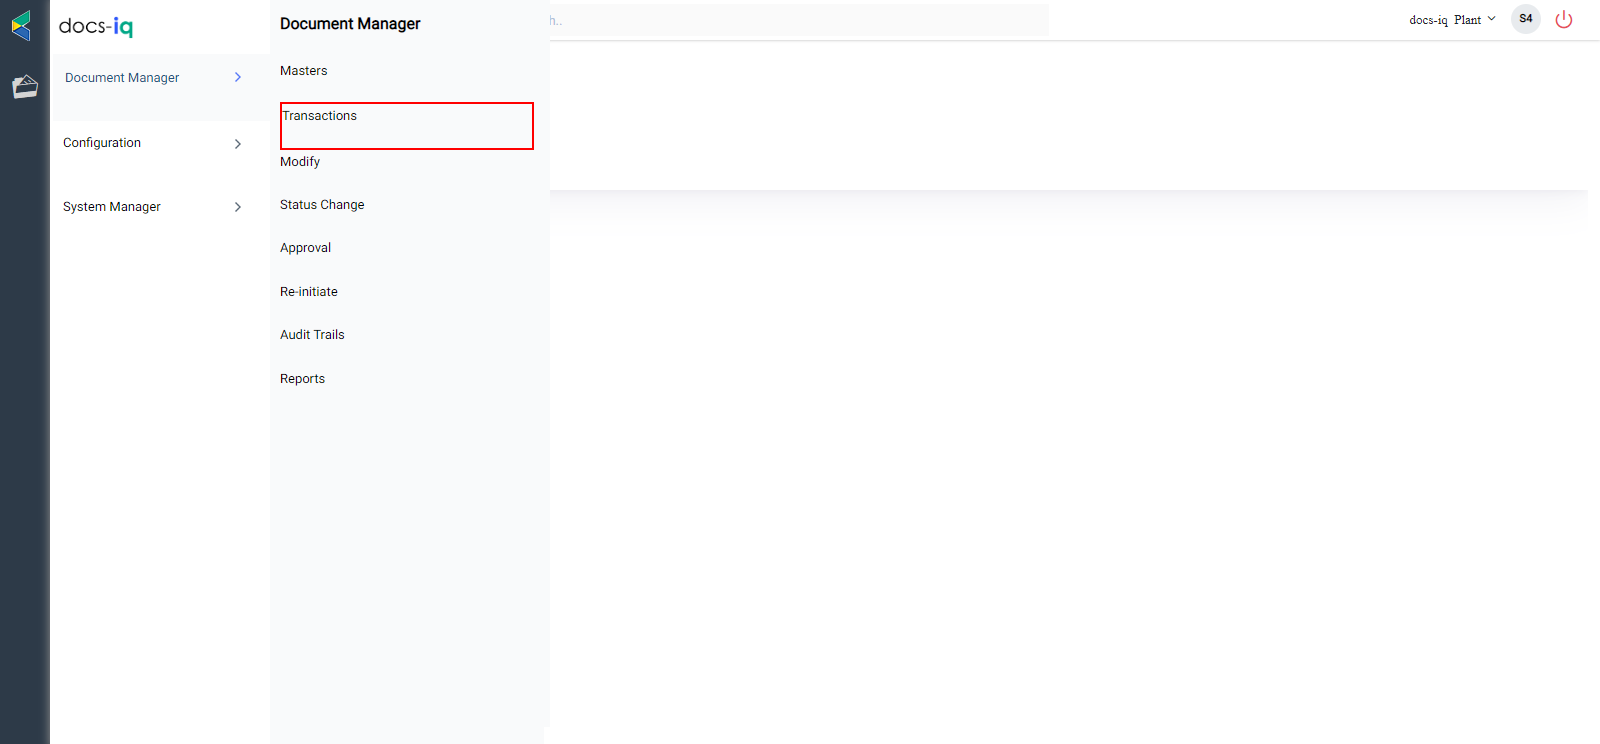 docs-iq
Document Manager
h..
docs-iq Plant
S4
Document Manager
Configuration
System Manager
Masters
Transactions
Modify
Status Change
Approval
Re-initiate
Audit Trails
Reports